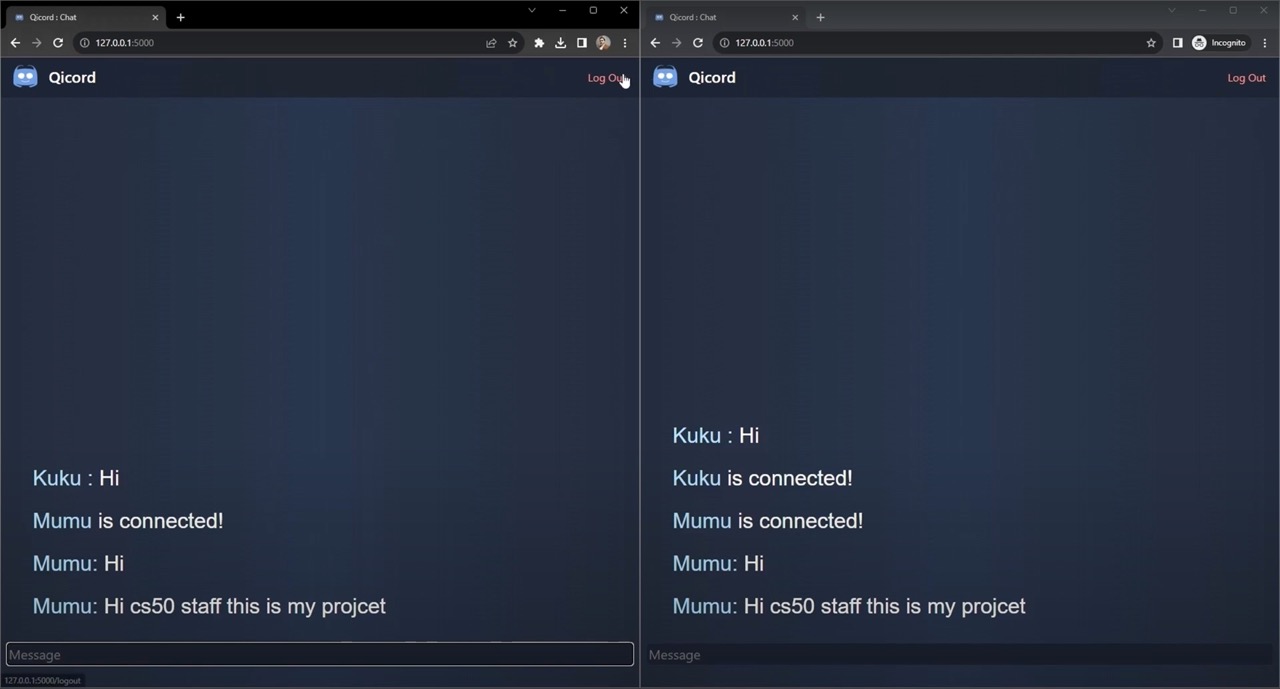 Qicord : Chat
127.0.0.1:5000
Qicord
Log Out
Kuku : Hi
Mumu is connected!
Mumu: Hi
Mumu: Hi cs50 staff this is my projcet
Message
127.0.0.1:5000/logout
Qicord : Chat
127.0.0.1:5000
Incognito
Qicord
Log Out
Kuku : Hi
Kuku is connected!
Mumu is connected!
Mumu: Hi
Mumu: Hi cs50 staff this is my projcet
Message